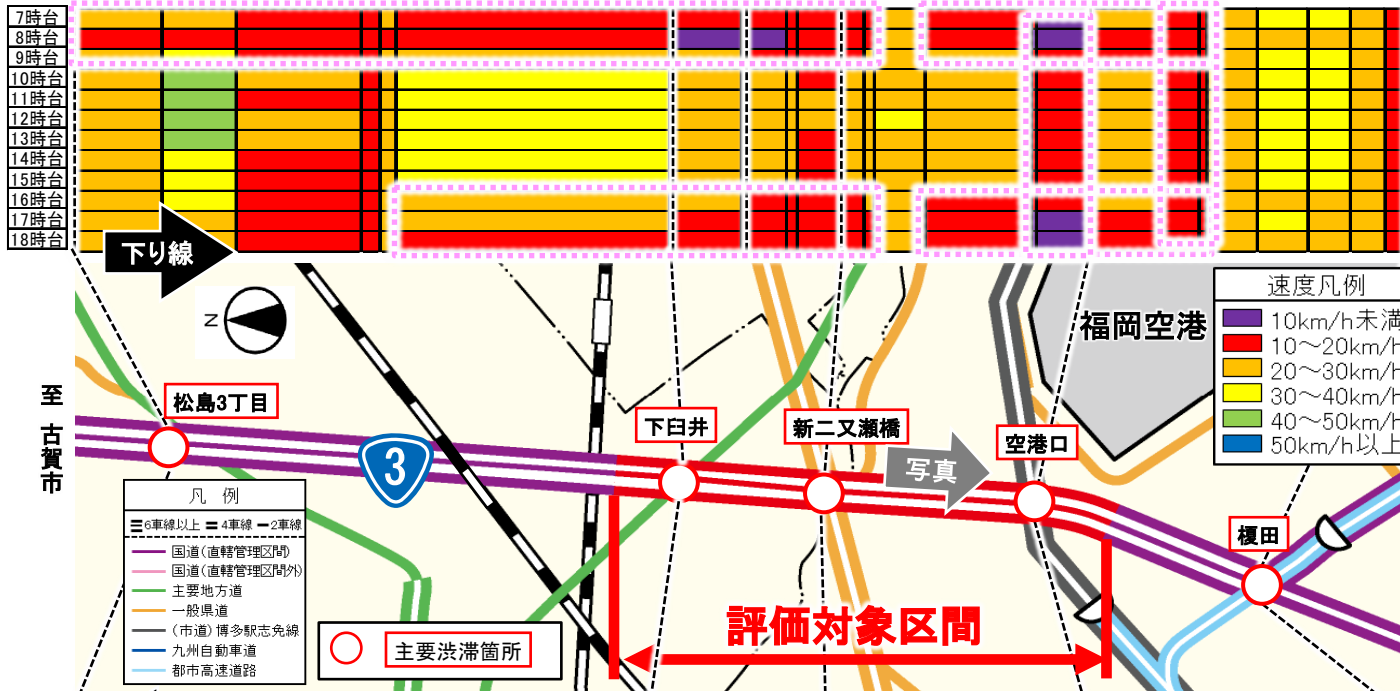 7時台
8時台
9時台
10時台
11時台
12時台
13時台
14時台
15時台
16時台
17時台
18時台
下り線
N
至 古賀市
松島3丁目
3
下臼井
新二又瀬橋
写真
空港口
福岡空港
榎田
速度凡例
10km/h未満
10～20km/h
20～30km/h
30～40km/h
40～50km/h
50km/h以上
凡 例
6車線以上 4車線 2車線
国道(直轄管理区間)
国道(直轄管理区間外)
主要地方道
一般県道
(市道)博多駅志免線
九州自動車道
都市高速道路
主要渋滞箇所
評価対象区間